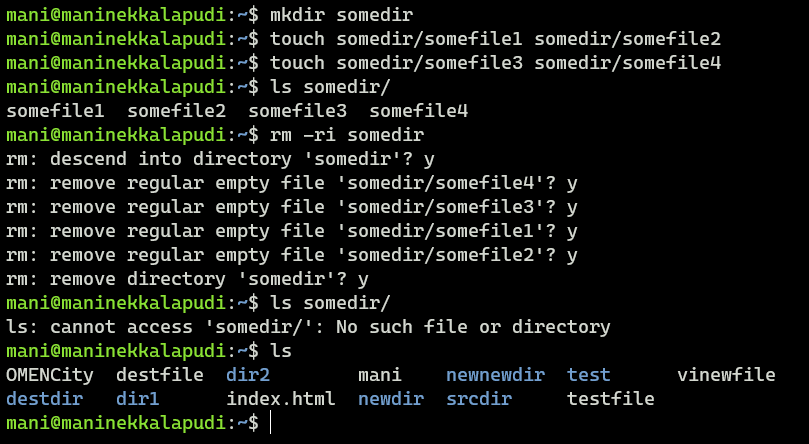 mani@maninekkalapudi:~$ mkdir somedir
mani@maninekkalapudi:~$ touch somedir/somefile1 somedir/somefile2
mani@maninekkalapudi:~$ touch somedir/somefile3 somedir/somefile4
mani@maninekkalapudi:~$ ls somedir/
somefile1  somefile2  somefile3  somefile4
mani@maninekkalapudi:~$ rm -ri somedir
rm: descend into directory 'somedir'? y
rm: remove regular empty file 'somedir/somefile4'? y
rm: remove regular empty file 'somedir/somefile3'? y
rm: remove regular empty file 'somedir/somefile1'? y
rm: remove regular empty file 'somedir/somefile2'? y
rm: remove directory 'somedir'? y
mani@maninekkalapudi:~$ ls somedir/
ls: cannot access 'somedir/': No such file or directory
mani@maninekkalapudi:~$ ls
OMENCity  destfile  dir2        mani    newnewdir  test      vinewfile
destdir   dir1      index.html  newdir  srcdir     testfile
mani@maninekkalapudi:~$